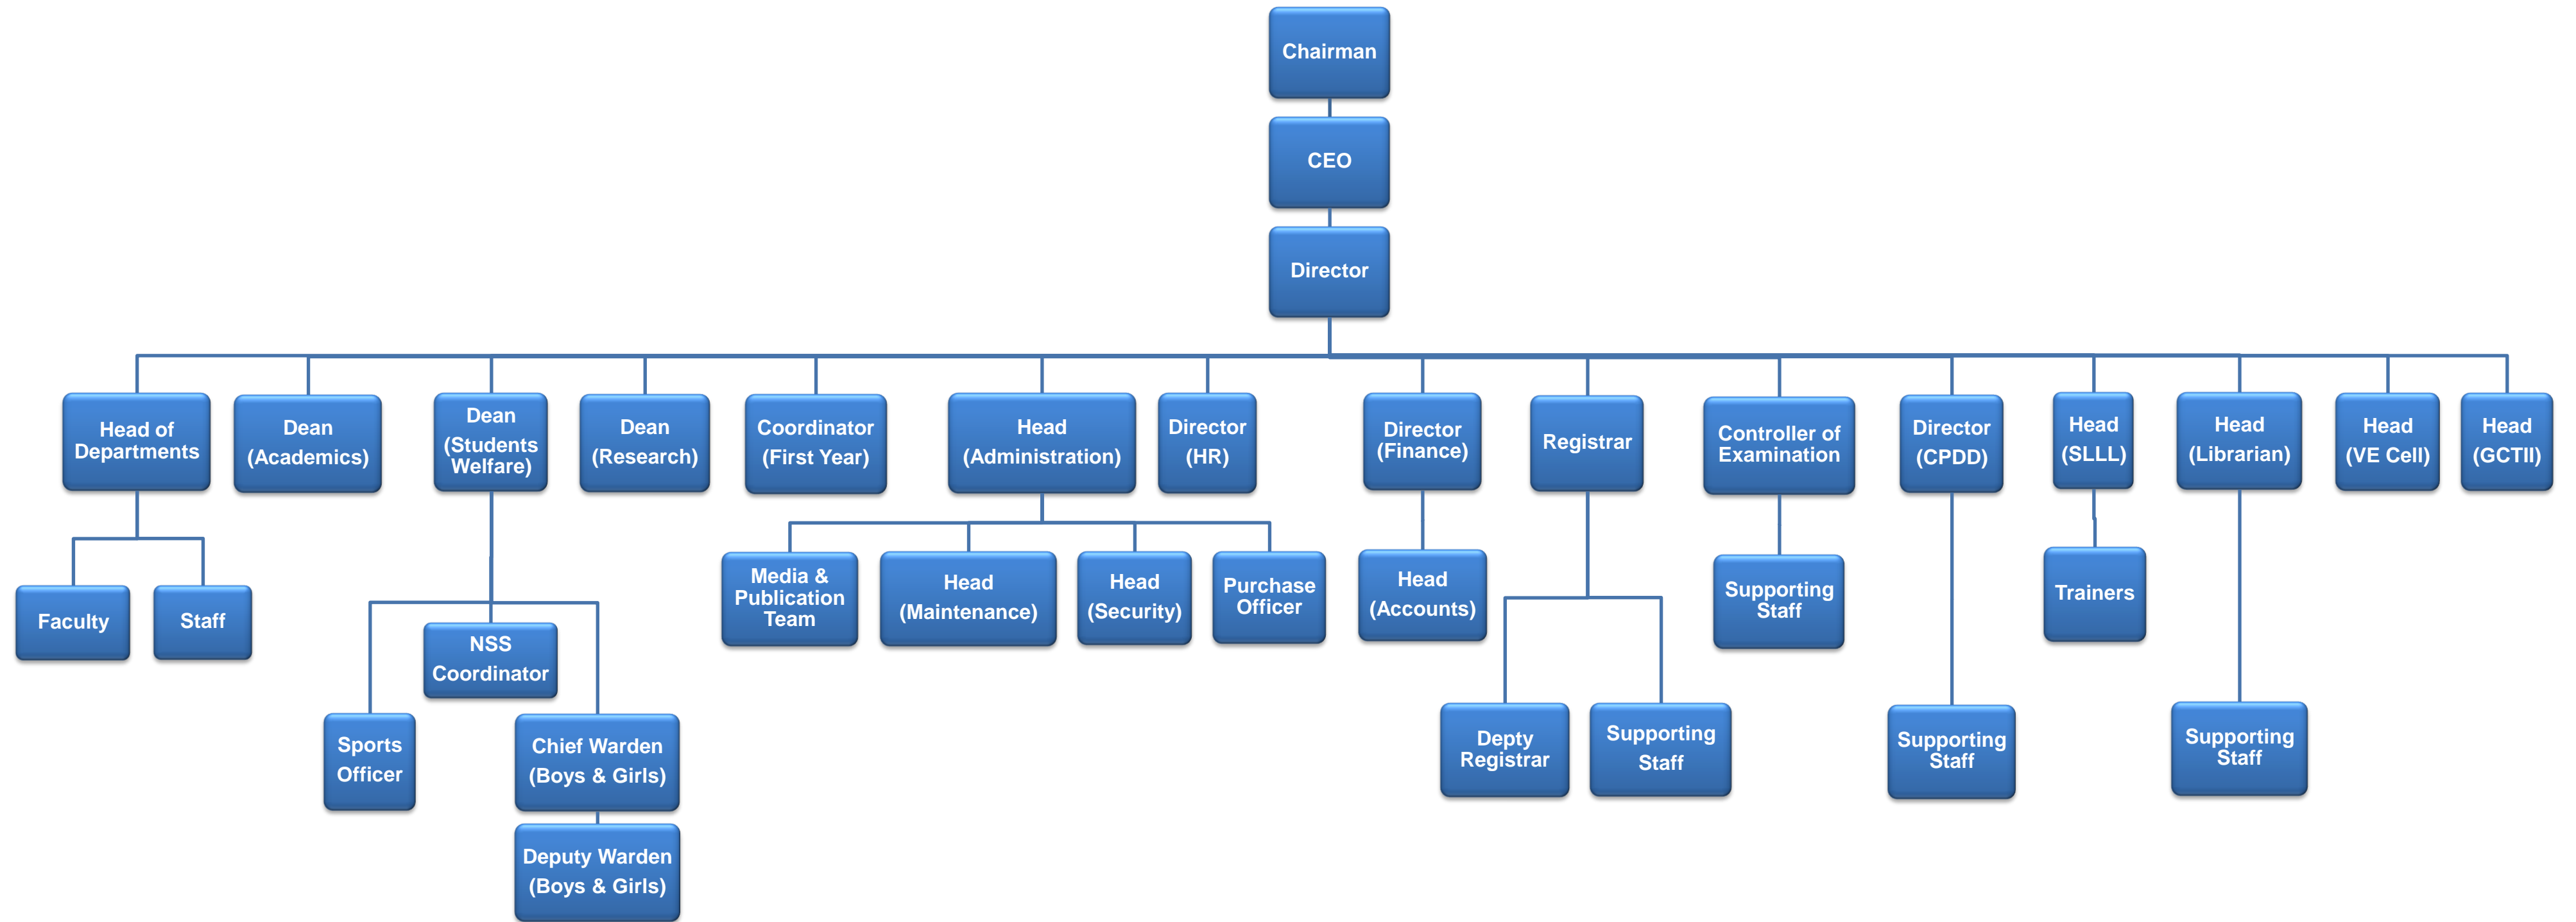 Chairman
CEO
Director
Head of
Departments
Dean
(Academics)
Dean
(Students
Welfare)
Dean
(Research)
Coordinator
(First Year)
Head
(Administration)
Director
(HR)
Director
(Finance)
Registrar
Controller of
Examination
Director
(CPDD)
Head
(SLLL)
Head
(Librarian)
Head
(VE Cell)
Head
(GCTII)
Faculty
Staff
NSS
Coordinator
Media &
Publication
Team
Head
(Maintenance)
Head
(Security)
Purchase
Officer
Head
(Accounts)
Supporting
Staff
Trainers
Sports
Officer
Chief Warden
(Boys & Girls)
Depty
Registrar
Supporting
Staff
Supporting
Staff
Supporting
Staff
Deputy Warden
(Boys & Girls)